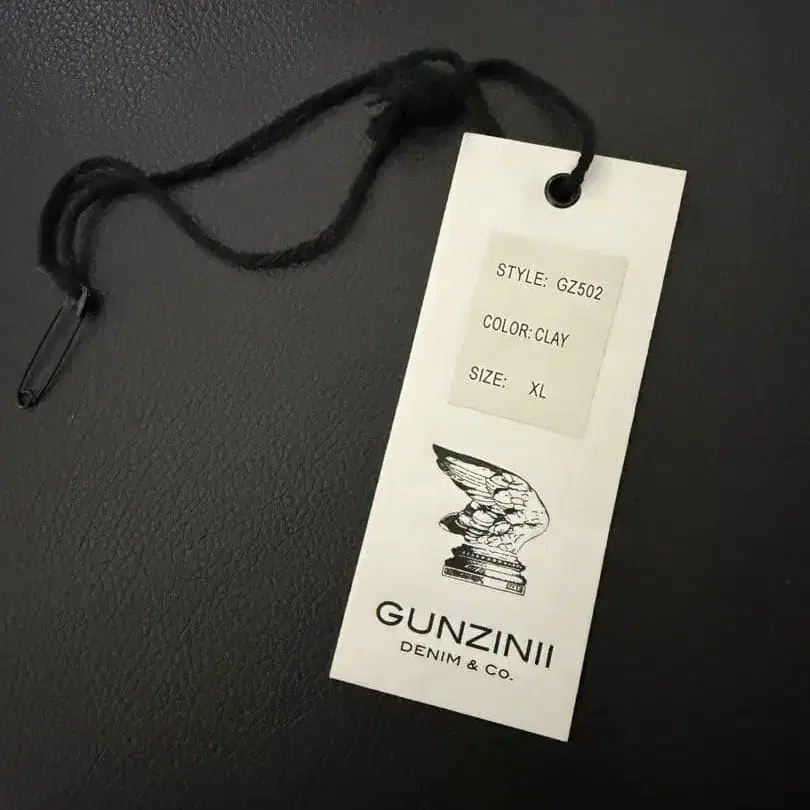 STYLE: GZ502
COLOR: CLAY
SIZE: XL
GUNZINII
DENIM & Co.